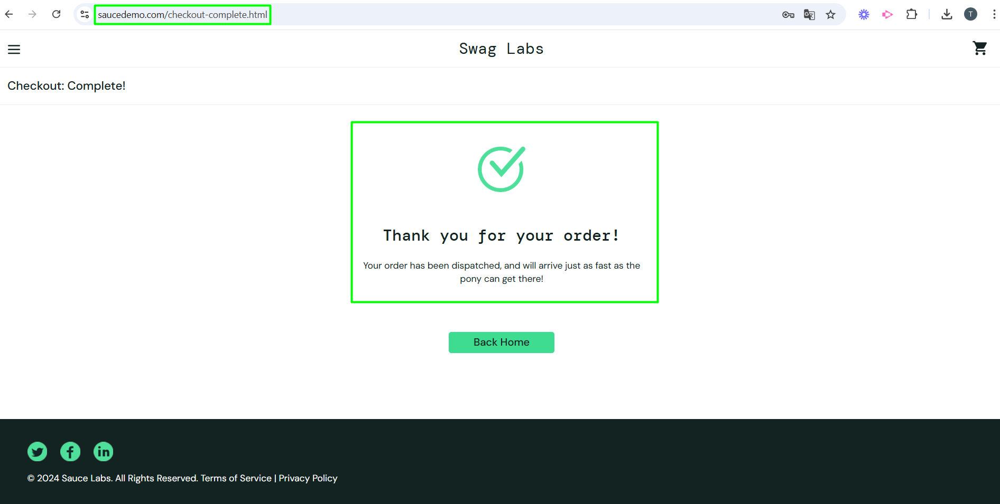 saucedemo.com/checkout-complete.html
T
Swag Labs
Checkout: Complete!
Thank you for your order!
Your order has been dispatched, and will arrive just as fast as the
pony can get there!
Back Home
© 2024 Sauce Labs. All Rights Reserved. Terms of Service | Privacy Policy